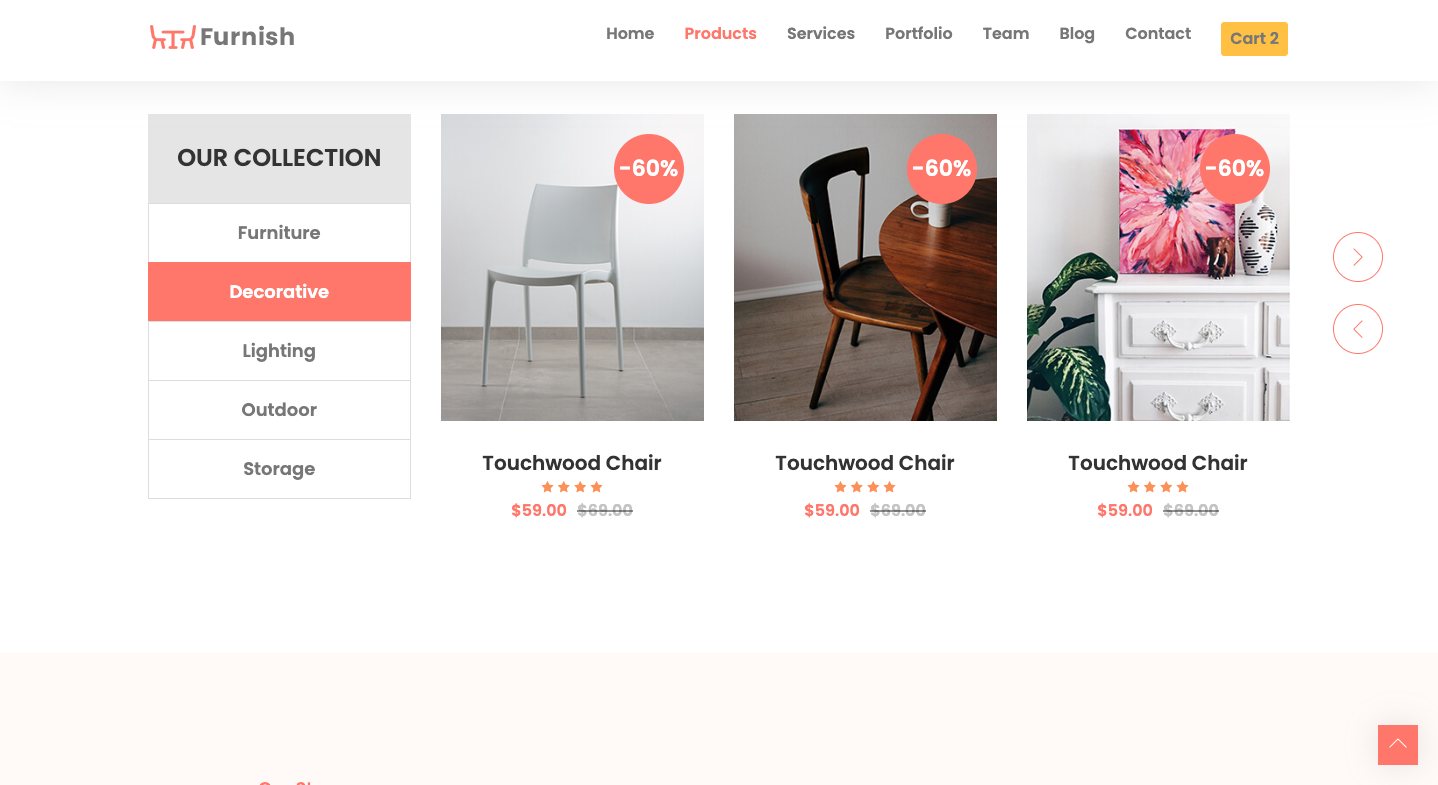 Furnish
Home
Products
Services
Portfolio
Team
Blog
Contact
Cart 2
OUR COLLECTION
Furniture
Decorative
Lighting
Outdoor
Storage
-60%
Touchwood Chair
$59.00 $69.00
-60%
Touchwood Chair
$59.00 $69.00
-60%
Touchwood Chair
$59.00 $69.00